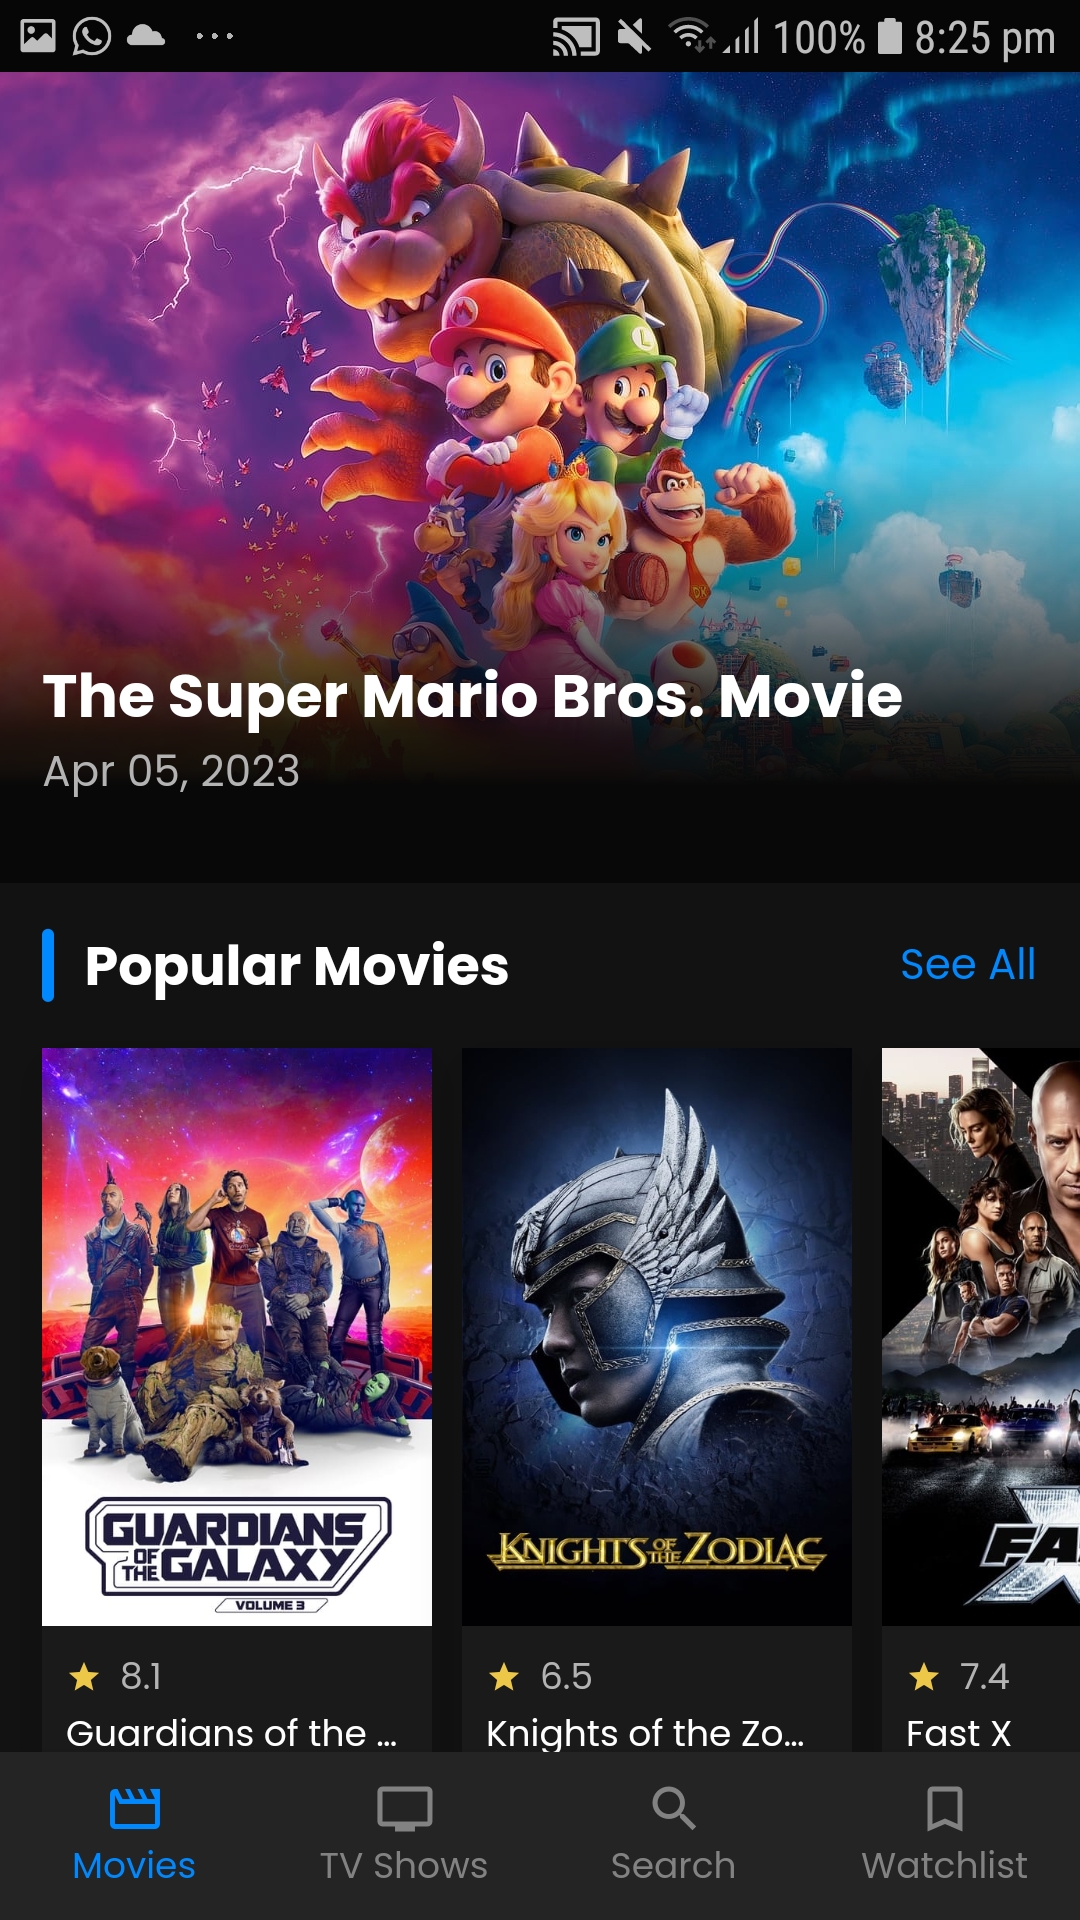 100% 8:25 pm
M
L
DK
The Super Mario Bros. Movie
Apr 05, 2023
Popular Movies
See All
GUARDIANS
OF THE GALAXY
VOLUME 3
KNIGHTS OF THE ZODIAC
FA
X
8.1
6.5
7.4
Guardians of the ...
Knights of the Zo...
Fast X
Movies
TV Shows
Search
Watchlist